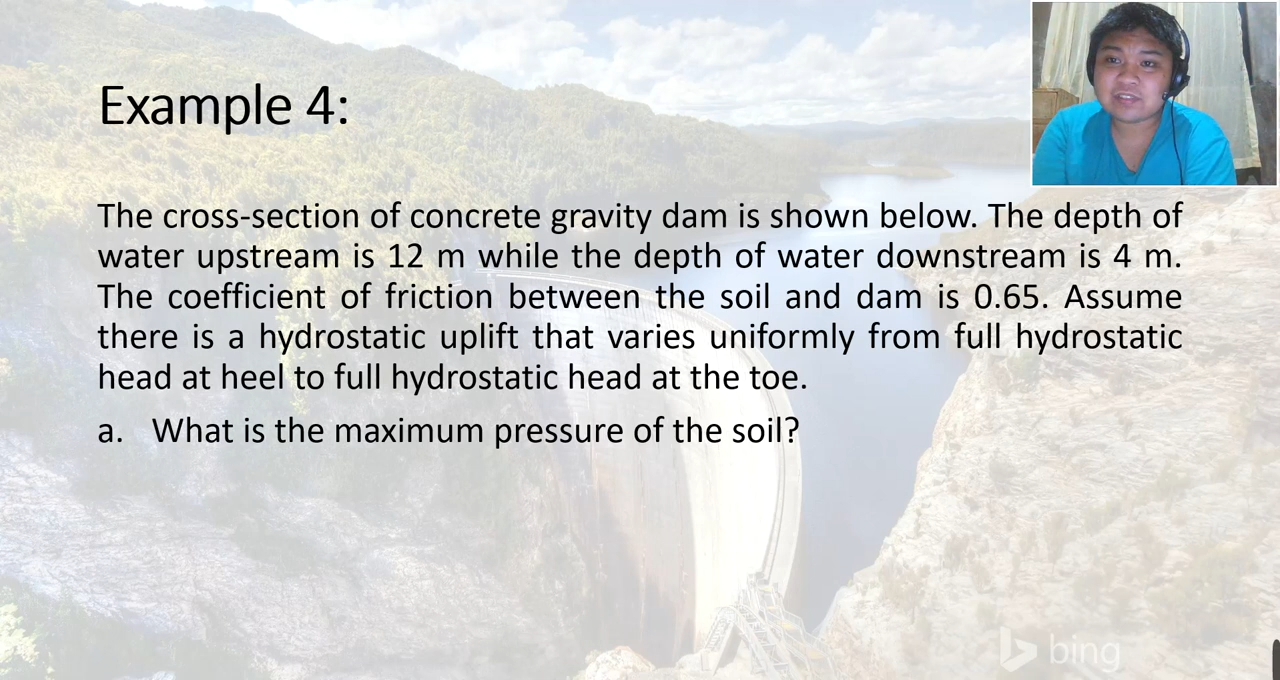 Example 4:
The cross-section of concrete gravity dam is shown below. The depth of
water upstream is 12 m while the depth of water downstream is 4 m.
The coefficient of friction between the soil and dam is 0.65. Assume
there is a hydrostatic uplift that varies uniformly from full hydrostatic
head at heel to full hydrostatic head at the toe.
a. What is the maximum pressure of the soil?
bing